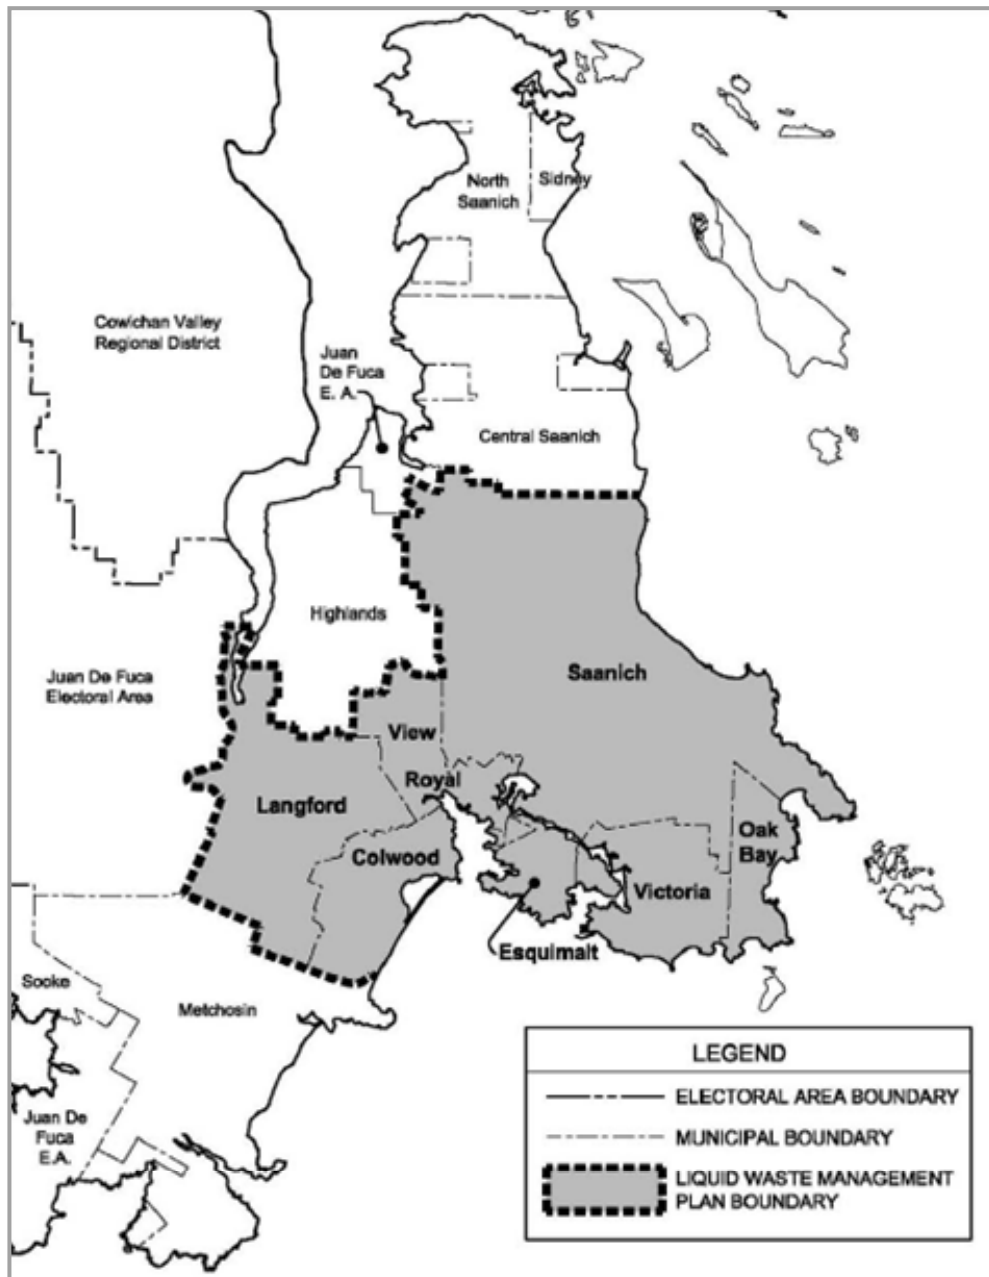 North
Saanich
Sidney
Cowichan Valley
Regional District
Juan
De Fuca
E. A.
Central Saanich
Highlands
Juan De Fuca
Electoral Area
Saanich
View
Royal
Langford
Oak
Bay
Colwood
Victoria
Esquimalt
Sooke
Metchosin
Juan De
Fuca
E.A.
LEGEND
ELECTORAL AREA BOUNDARY
MUNICIPAL BOUNDARY
LIQUID WASTE MANAGEMENT
PLAN BOUNDARY